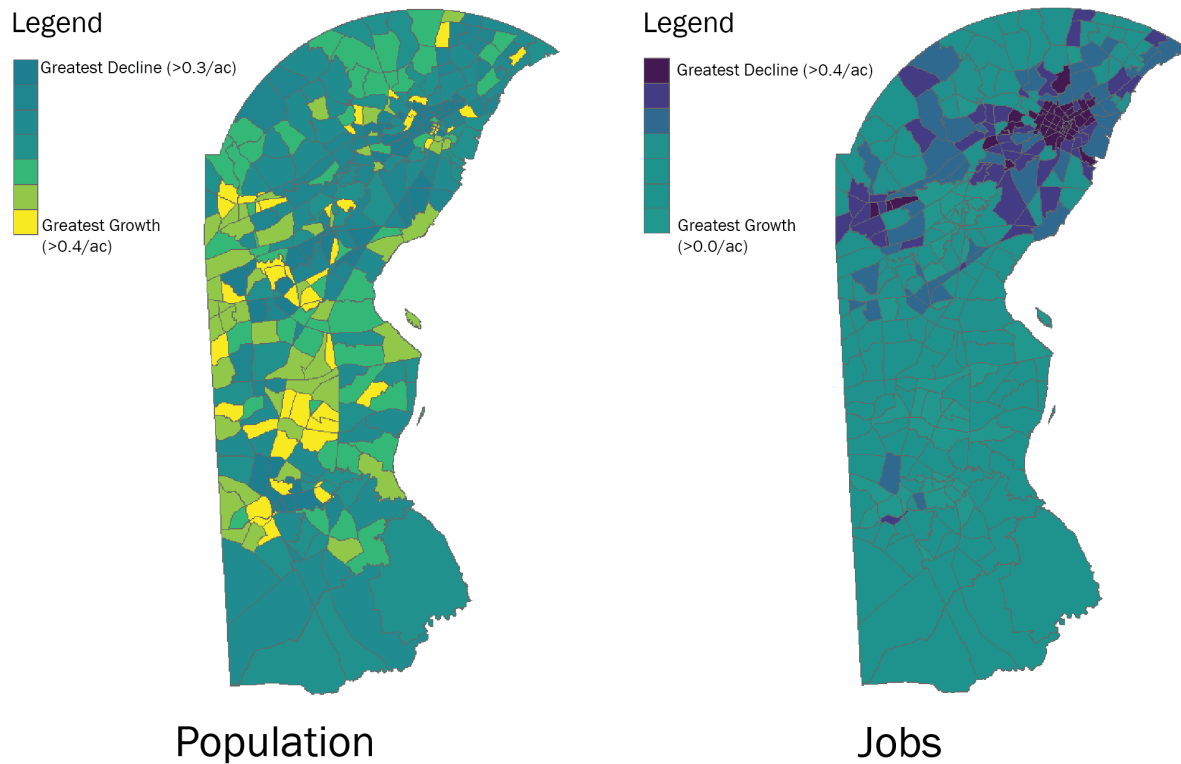 Legend
Greatest Decline (>0.3/ac)
Greatest Growth
(>0.4/ac)
Population
Legend
Greatest Decline (>0.4/ac)
Greatest Growth
(>0.0/ac)
Jobs